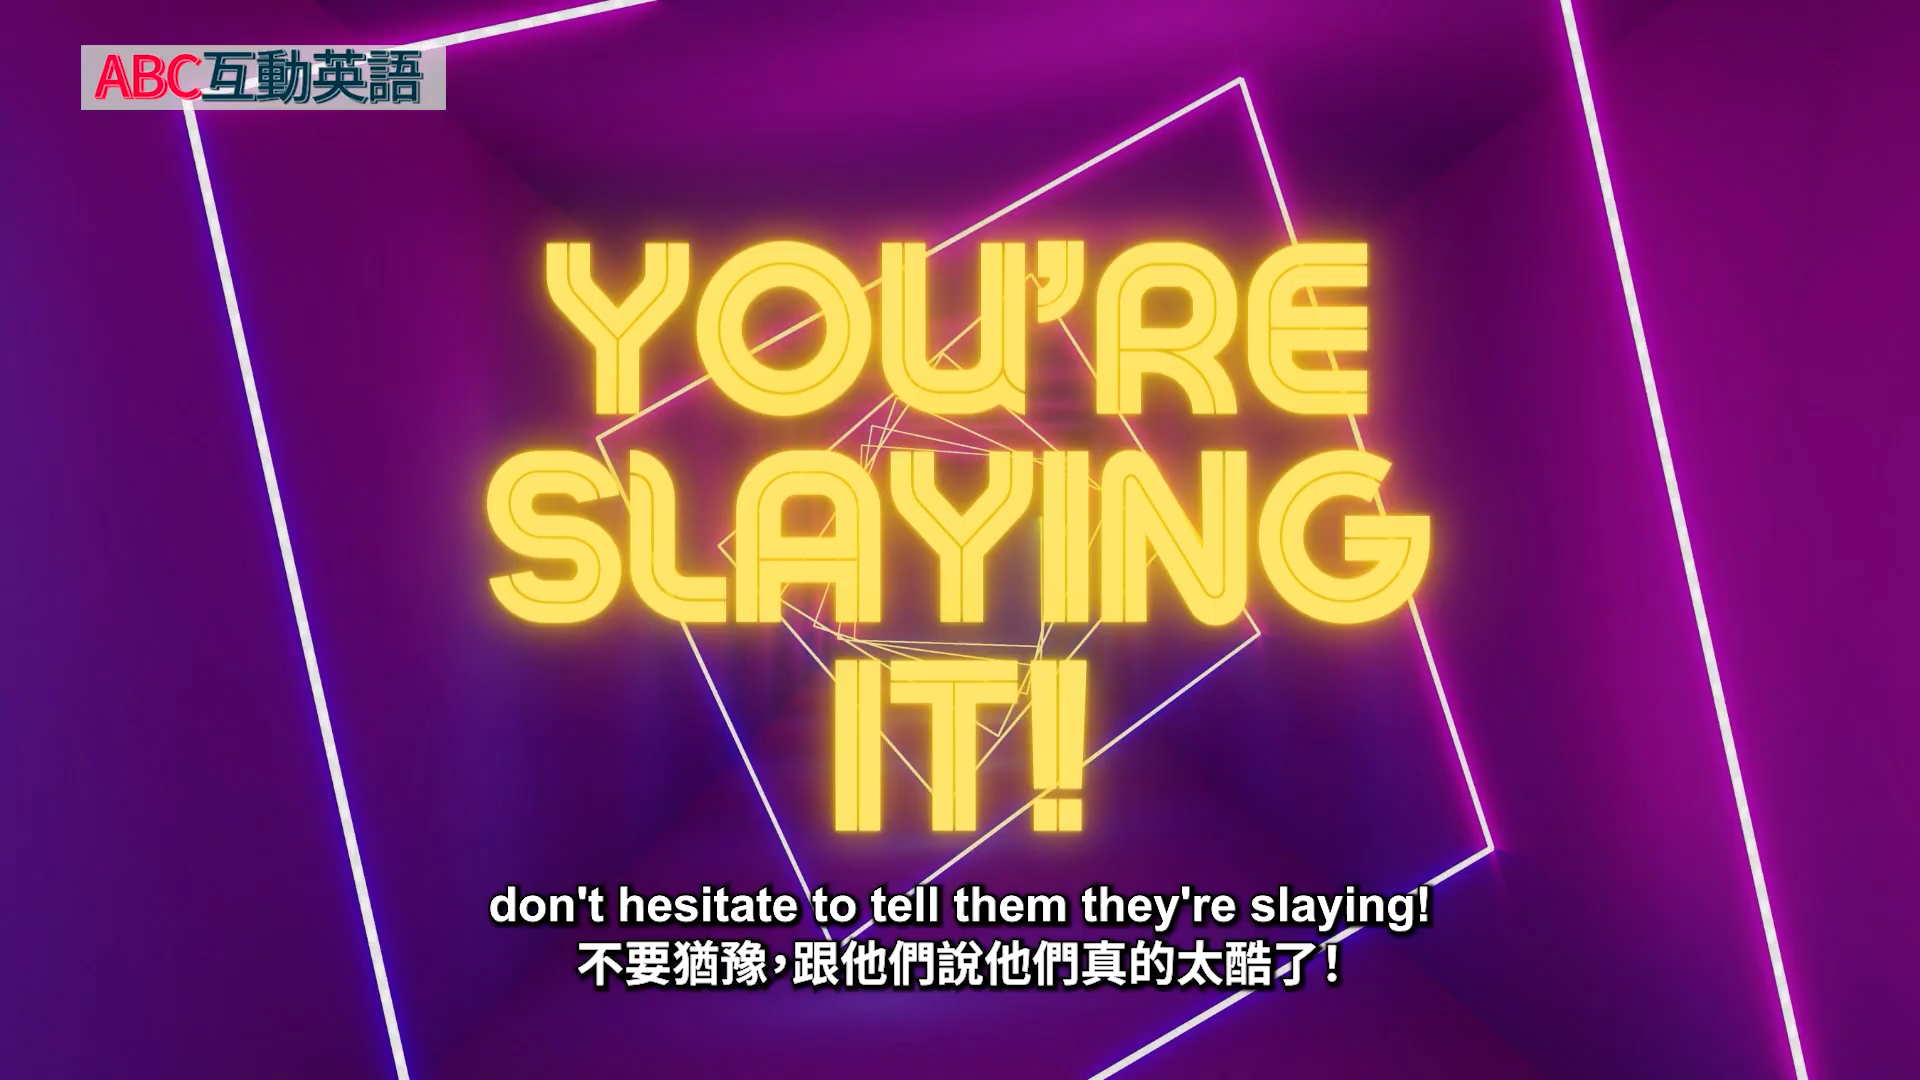 ABC互動英語
YOU'RE
SLAYING
IT!
don't hesitate to tell them they're slaying!
不要猶豫，跟他們說他們真的太酷了！